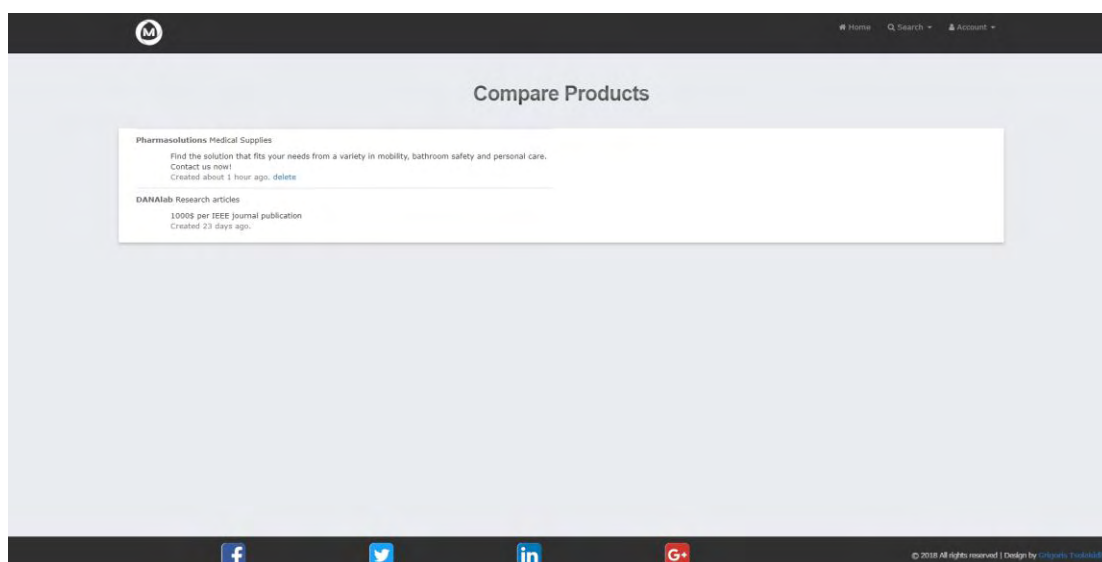 M
Home Search Account
Compare Products
Pharmasolutions Medical Supplies
Find the solution that fits your needs from a variety in mobility, bathroom safety and personal care.
Contact us now!
Created about 1 hour ago. delete
DANAlab Research articles
1000$ per IEEE journal publication
Created 23 days ago.
f in G+
© 2018 All rights reserved | Design by Grigoris